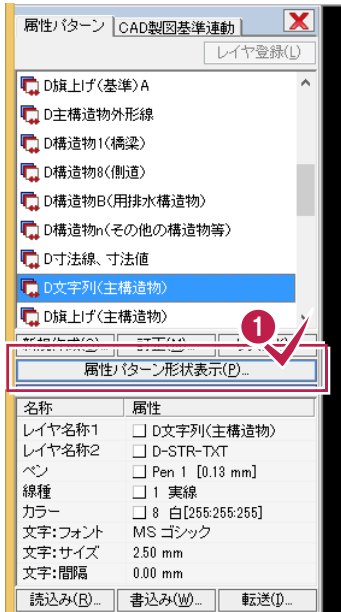 属性パターン CAD製図基準連動
レイヤ登録(L)
D旗上げ(基準)A
D主構造物外形線
D構造物1(橋梁)
D構造物8(側道)
D構造物B(用排水構造物)
D構造物n(その他の構造物等)
D寸法線、寸法値
D文字列(主構造物)
D旗上げ(主構造物)
1
属性パターン形状表示(P)...
名称 属性
レイヤ名称1 D文字列(主構造物)
レイヤ名称2 D-STR-TXT
ペン Pen 1 [0.13 mm]
線種 1 実線
カラー 8 白[255:255:255]
文字:フォント MS ゴシック
文字:サイズ 2.50 mm
文字:間隔 0.00 mm
読込み(R)... 書込み(W)... 転送(I)...